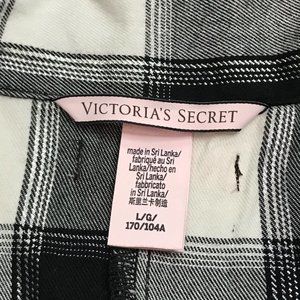 VICTORIA'S SECRET
made in Sri Lanka/
fabriqué au Sri
Lanka/hecho en
Sri Lanka/
fabbricato
in Sri Lanka/
斯里兰卡制造
L/G/
170/104A